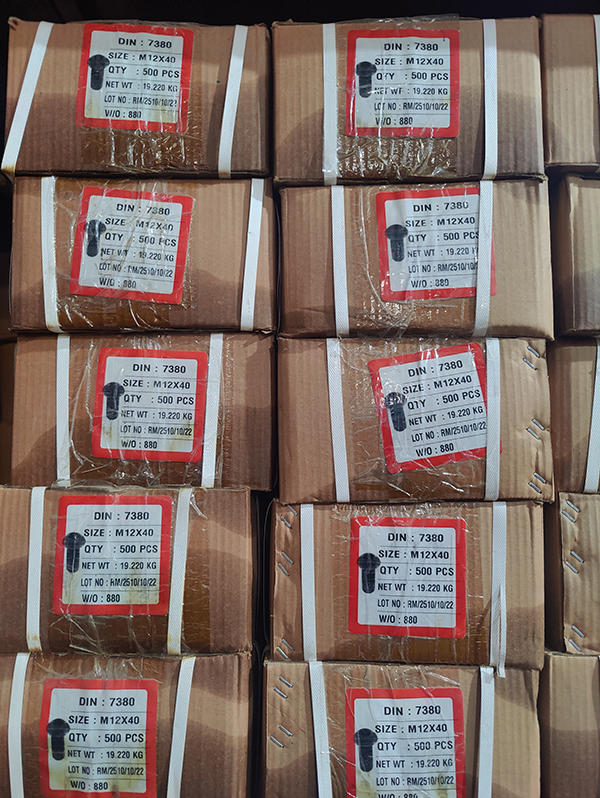 DIN : 7380
SIZE : M12X40
QTY : 500 PCS
NET WT : 19.220 KG
LOT NO : RM/2510/10/22
W/O : 880
DIN : 7380
SIZE : M12X40
QTY : 500 PCS
NET WT : 19.220 KG
LOT NO : RM/2510/10/22
W/O : 880
DIN : 7380
SIZE : M12X40
QTY : 500 PCS
NET WT : 19.220 KG
LOT NO : RM/2510/10/22
W/O : 880
DIN : 7380
SIZE : M12X40
QTY : 500 PCS
NET WT : 19.220 KG
LOT NO : RM/2510/10/22
W/O : 880
DIN : 7380
SIZE : M12X40
QTY : 500 PCS
NET WT : 19.220 KG
LOT NO : RM/2510/10/22
W/O : 880
DIN : 7380
SIZE : M12X40
QTY : 500 PCS
NET WT : 19.220 KG
LOT NO : RM/2510/10/22
W/O : 880
DIN : 7380
SIZE : M12X40
QTY : 500 PCS
NET WT : 19.220 KG
LOT NO : RM/2510/10/22
W/O : 880
DIN : 7380
SIZE : M12X40
QTY : 500 PCS
NET WT : 19.220 KG
LOT NO : RM/2510/10/22
W/O : 880
DIN : 7380
SIZE : M12X40
QTY : 500 PCS
NET WT : 19.220 KG
LOT NO : RM/2510/10/22
DIN : 7380
SIZE : M12X40
QTY : 500 PCS
NET WT : 19.220 KG
LOT NO : RM/2510/10/22